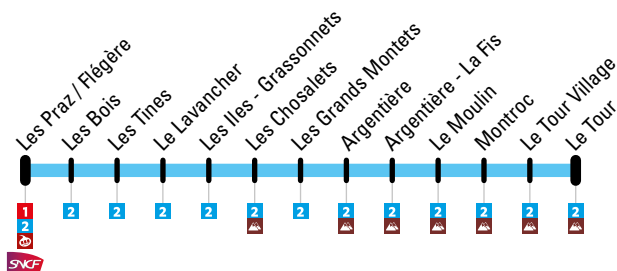 Les Praz / Flégère
Les Bois
Les Tines
Le Lavancher
Les Iles - Grassonnets
Les Chosalets
Les Grands Montets
Argentière
Argentière - La Fis
Le Moulin
Montroc
Le Tour Village
Le Tour
1
2 2 2 2 2 2 2 2 2 2 2 2
2
SNCF